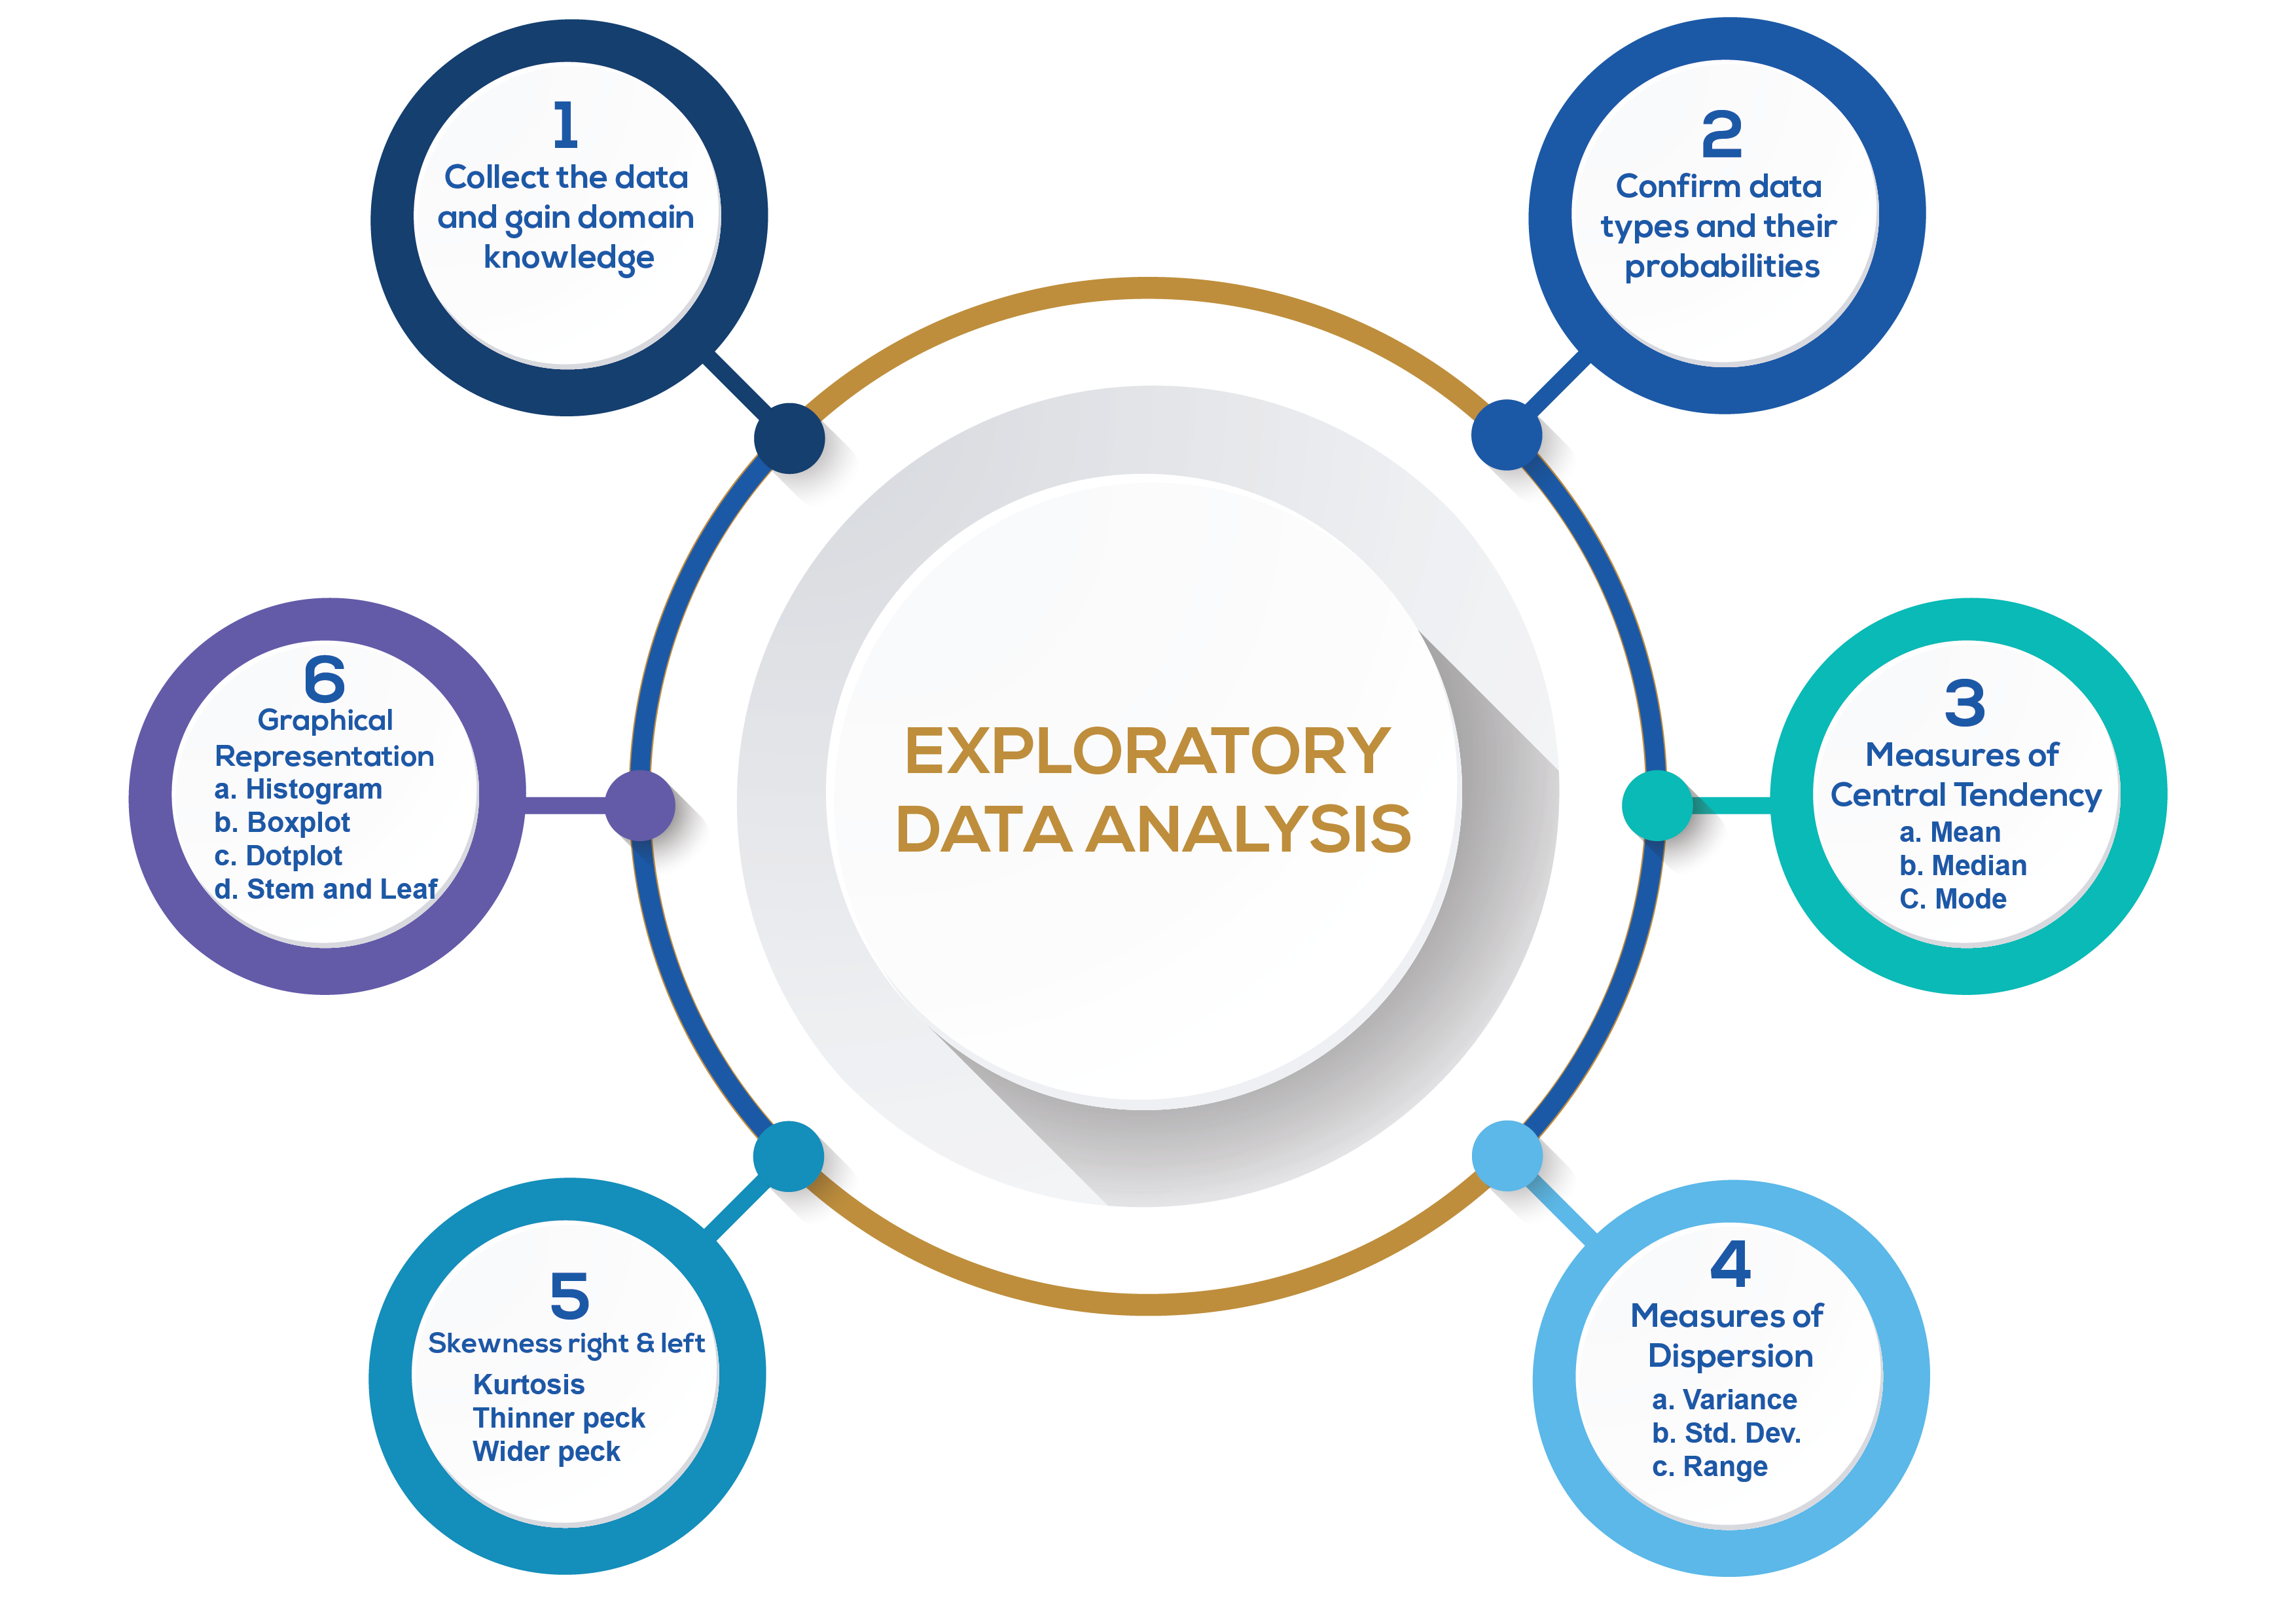 1
Collect the data
and gain domain
knowledge
2
Confirm data
types and their
probabilities
3
Measures of
Central Tendency
a. Mean
b. Median
C. Mode
4
Measures of
Dispersion
a. Variance
b. Std. Dev.
c. Range
5
Skewness right & left
Kurtosis
Thinner peck
Wider peck
6
Graphical
Representation
a. Histogram
b. Boxplot
c. Dotplot
d. Stem and Leaf
EXPLORATORY
DATA ANALYSIS